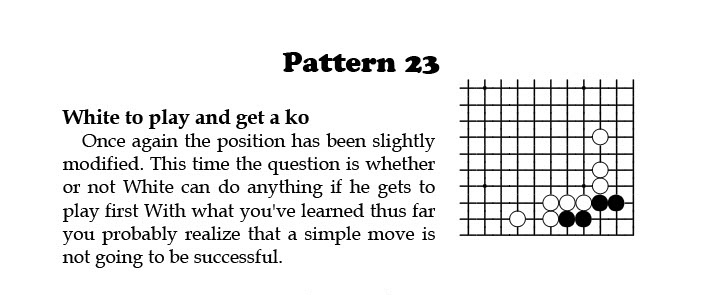 Pattern 23
White to play and get a ko
Once again the position has been slightly
modified. This time the question is whether
or not White can do anything if he gets to
play first With what you've learned thus far
you probably realize that a simple move is
not going to be successful.